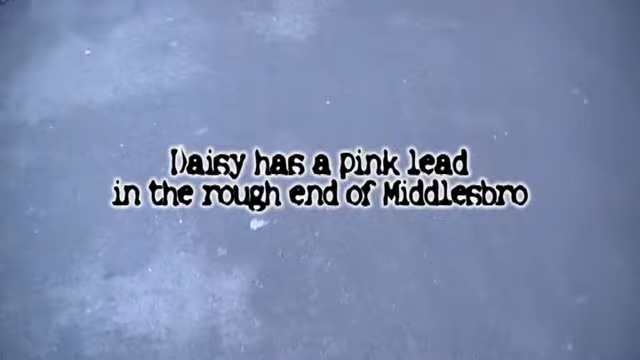 Daisy has a pink lead
in the rough end of Middlesbro